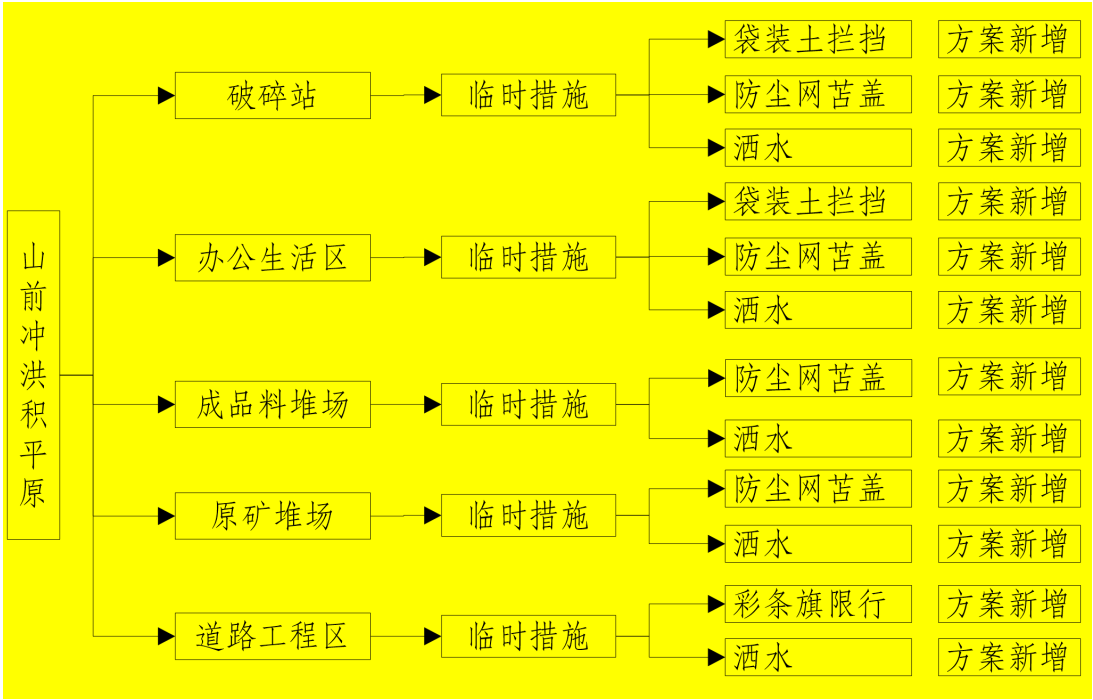 山前冲洪积平原
破碎站
临时措施
袋装土拦挡
方案新增
防尘网苫盖
方案新增
洒水
方案新增
办公生活区
临时措施
袋装土拦挡
方案新增
防尘网苫盖
方案新增
洒水
方案新增
成品料堆场
临时措施
防尘网苫盖
方案新增
洒水
方案新增
原矿堆场
临时措施
防尘网苫盖
方案新增
洒水
方案新增
道路工程区
临时措施
彩条旗限行
方案新增
洒水
方案新增